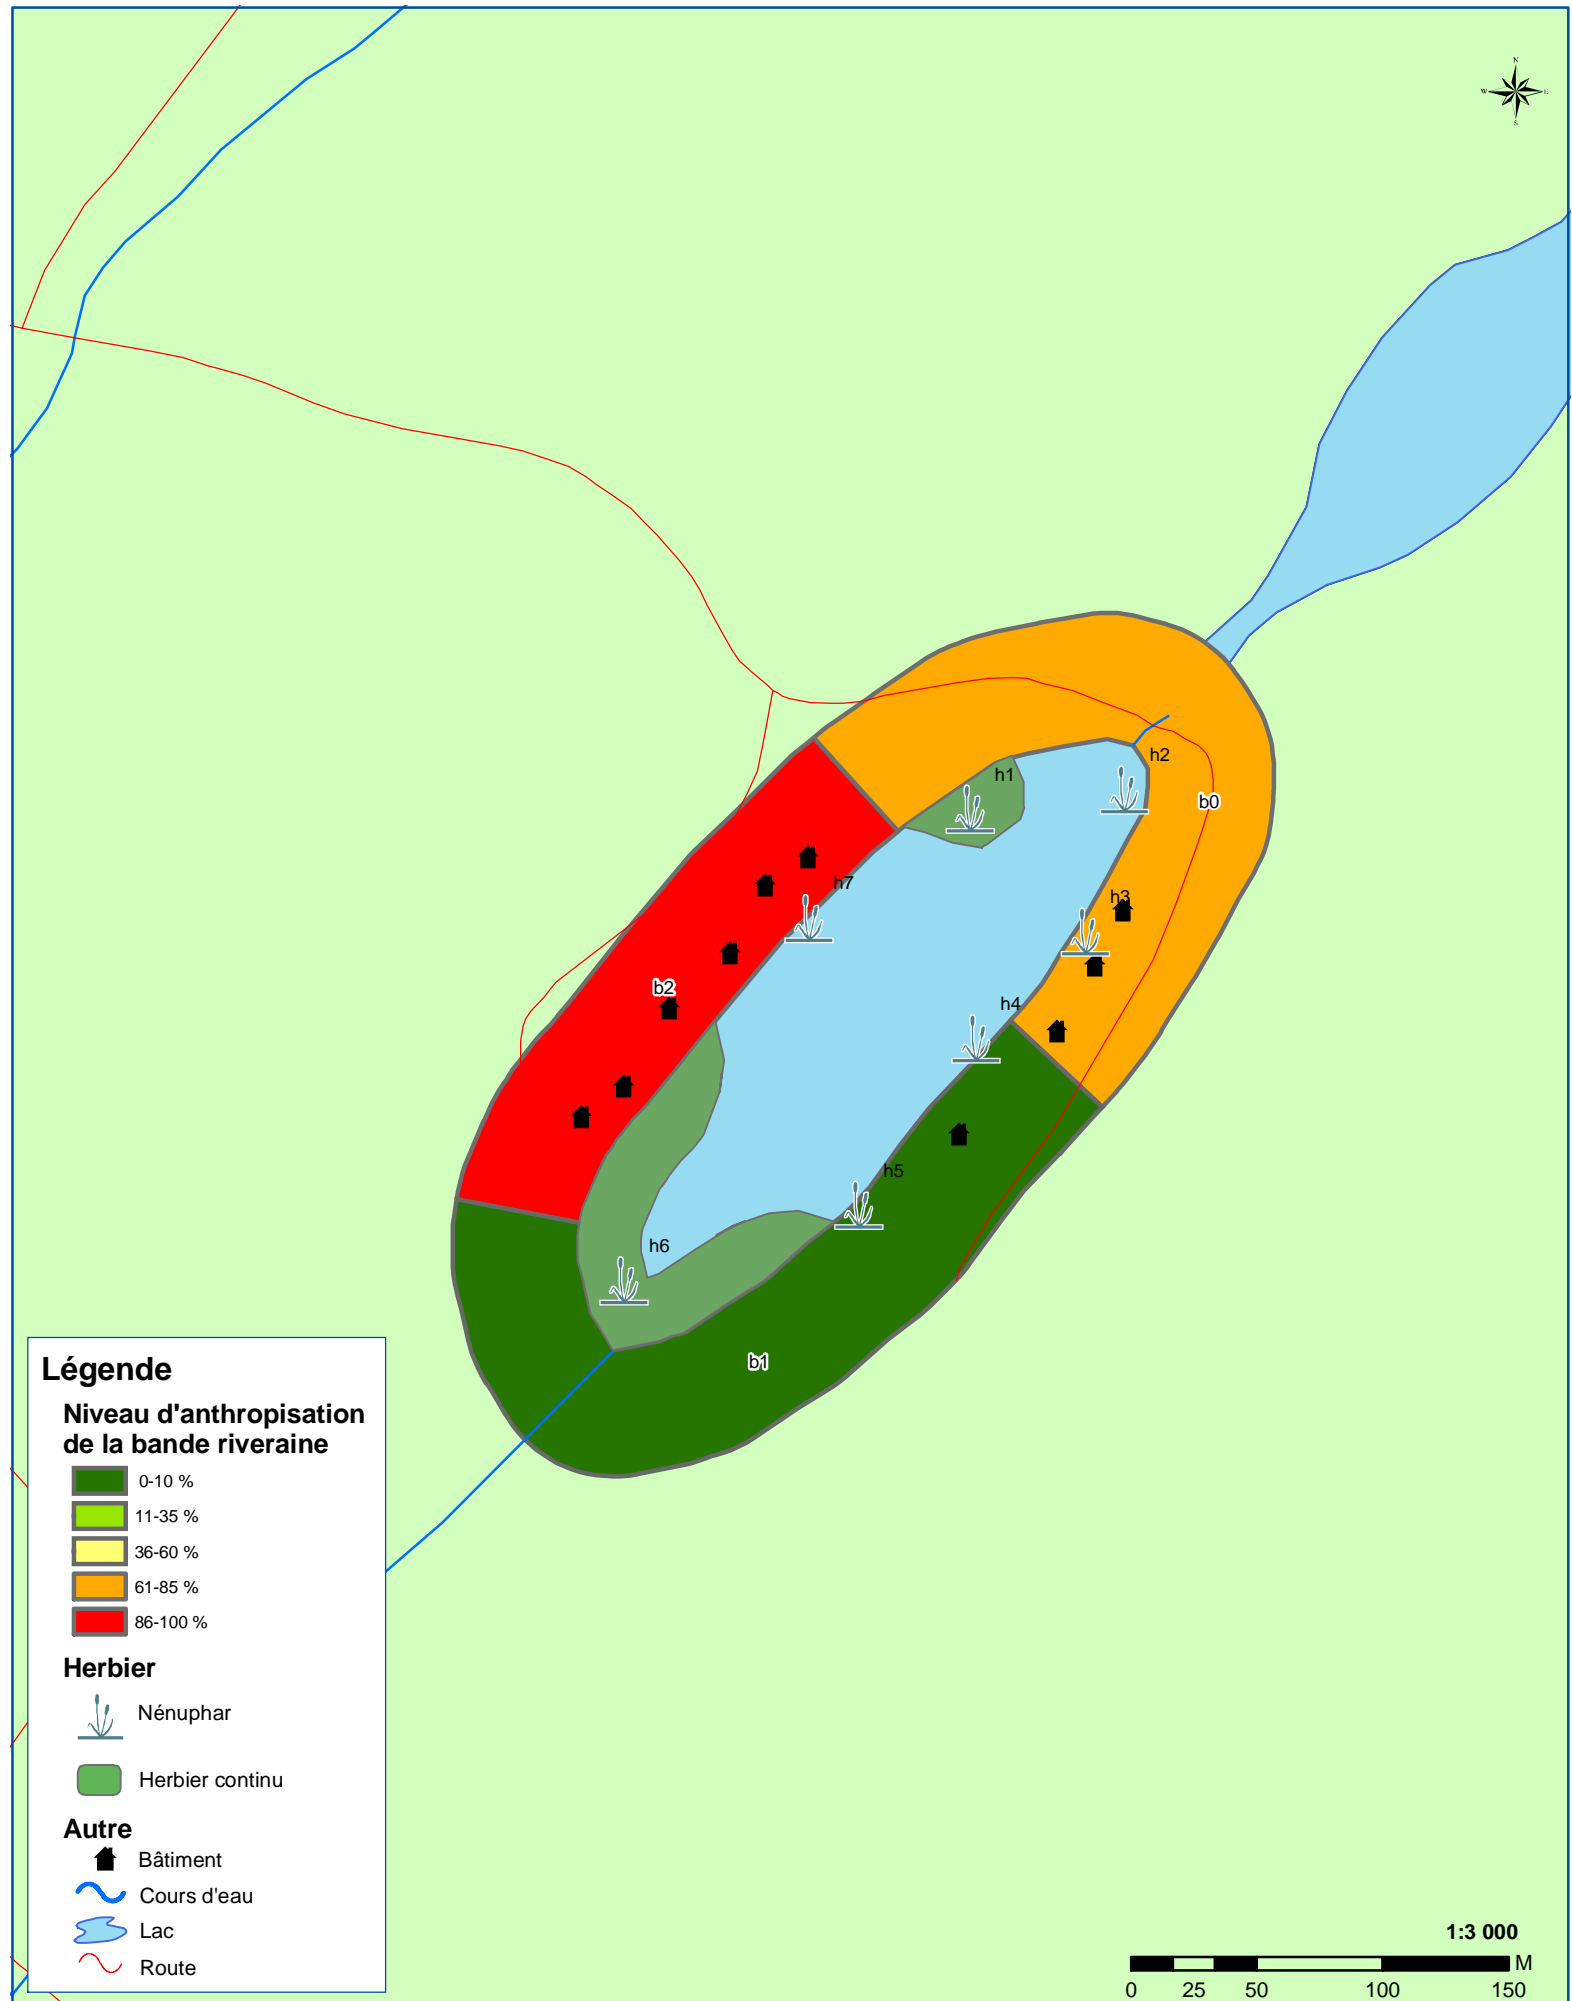 N
W E
S
h2
h1
b0
h7
h3
b2
h4
h5
h6
b1
Légende
Niveau d'anthropisation
de la bande riveraine
0-10 %
11-35 %
36-60 %
61-85 %
86-100 %
Herbier
Nénuphar
Herbier continu
Autre
Bâtiment
Cours d'eau
Lac
Route
1:3 000
M
0 25 50 100 150